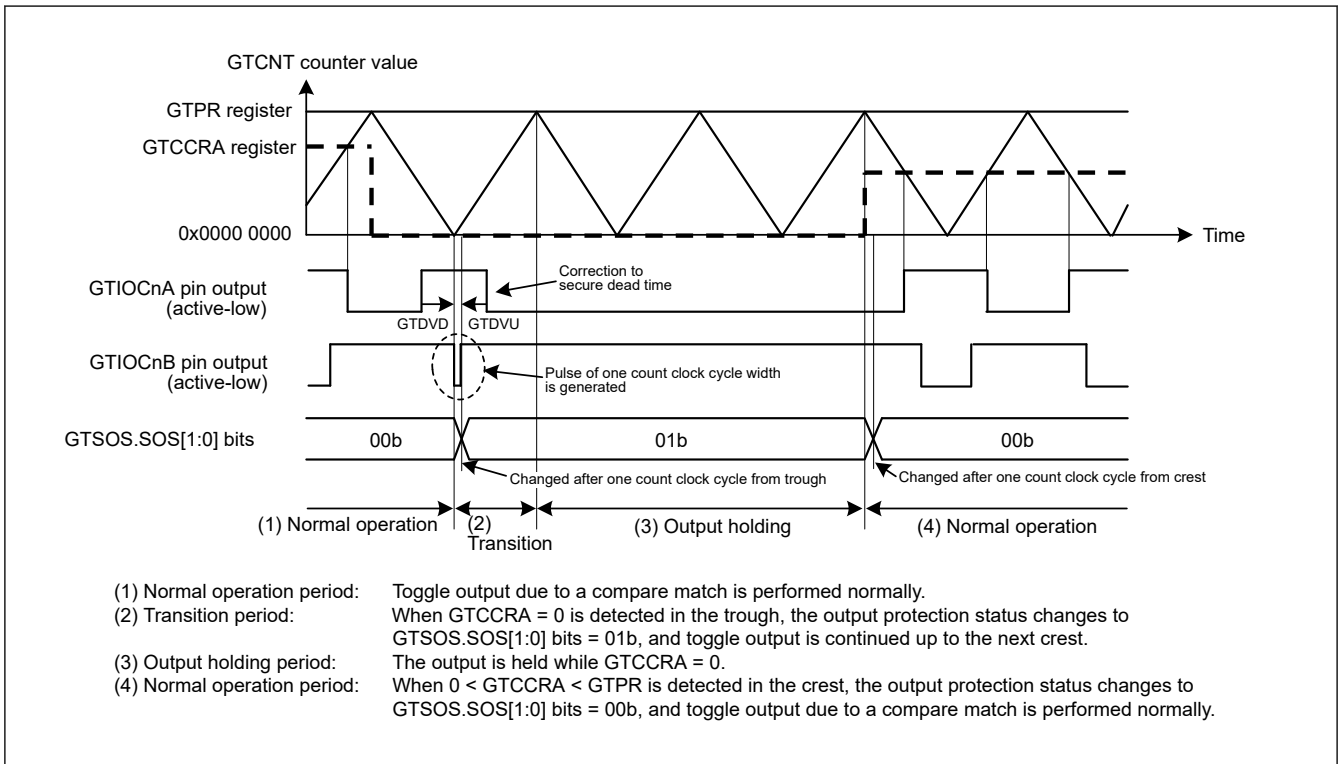 GTCNT counter value
GTPR register
GTCCRA register
0x0000 0000
Time
GTIOCnA pin output
(active-low)
Correction to
secure dead time
GTDVD
GTDVU
GTIOCnB pin output
(active-low)
Pulse of one count clock cycle width
is generated
GTSOS.SOS[1:0] bits
00b
01b
00b
Changed after one count clock cycle from trough
Changed after one count clock cycle from crest
(1) Normal operation
(2)
Transition
(3) Output holding
(4) Normal operation
(1) Normal operation period: Toggle output due to a compare match is performed normally.
(2) Transition period: When GTCCRA = 0 is detected in the trough, the output protection status changes to
GTSOS.SOS[1:0] bits = 01b, and toggle output is continued up to the next crest.
(3) Output holding period: The output is held while GTCCRA = 0.
(4) Normal operation period: When 0 < GTCCRA < GTPR is detected in the crest, the output protection status changes to
GTSOS.SOS[1:0] bits = 00b, and toggle output due to a compare match is performed normally.